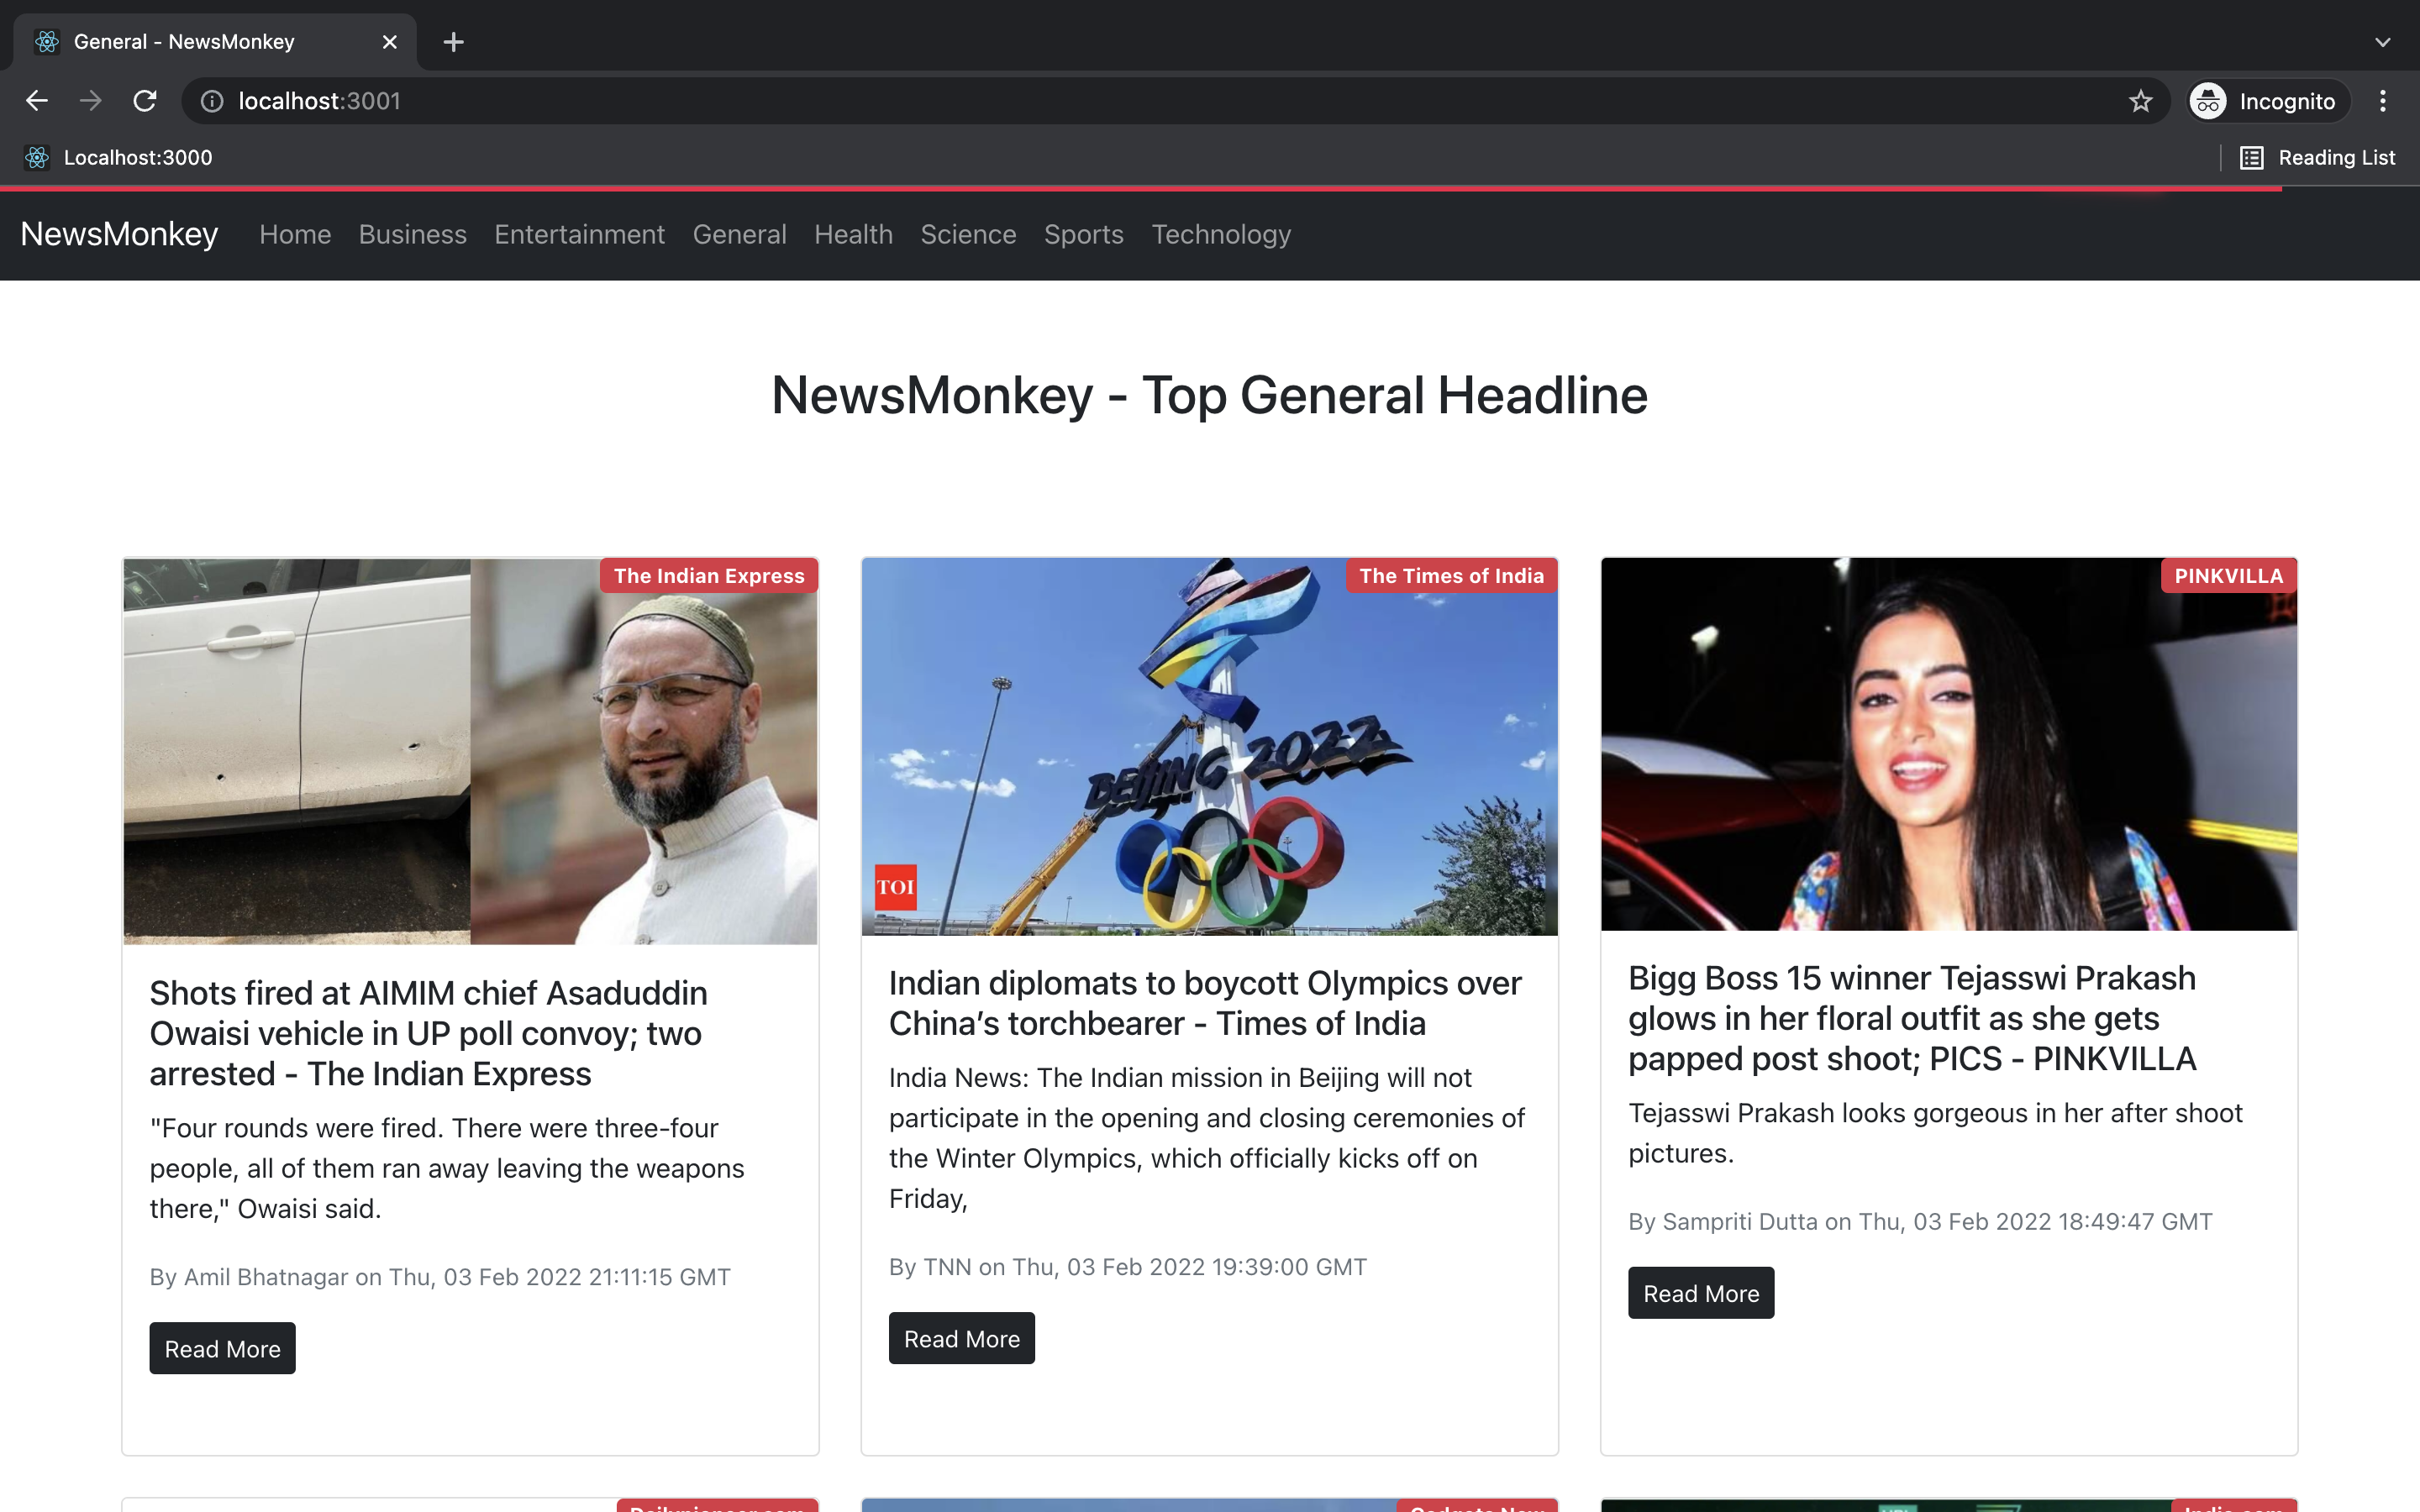 General - NewsMonkey
localhost:3001
Incognito
Localhost:3000
Reading List
NewsMonkey Home Business Entertainment General Health Science Sports Technology
NewsMonkey - Top General Headline
The Indian Express
Shots fired at AIMIM chief Asaduddin
Owaisi vehicle in UP poll convoy; two
arrested - The Indian Express
"Four rounds were fired. There were three-four
people, all of them ran away leaving the weapons
there," Owaisi said.
By Amil Bhatnagar on Thu, 03 Feb 2022 21:11:15 GMT
Read More
The Times of India
BEIJING 2022
TOI
Indian diplomats to boycott Olympics over
China’s torchbearer - Times of India
India News: The Indian mission in Beijing will not
participate in the opening and closing ceremonies of
the Winter Olympics, which officially kicks off on
Friday,
By TNN on Thu, 03 Feb 2022 19:39:00 GMT
Read More
PINKVILLA
Bigg Boss 15 winner Tejasswi Prakash
glows in her floral outfit as she gets
papped post shoot; PICS - PINKVILLA
Tejasswi Prakash looks gorgeous in her after shoot
pictures.
By Sampriti Dutta on Thu, 03 Feb 2022 18:49:47 GMT
Read More
Dailypioneer.com
Gadgets Now
India.com